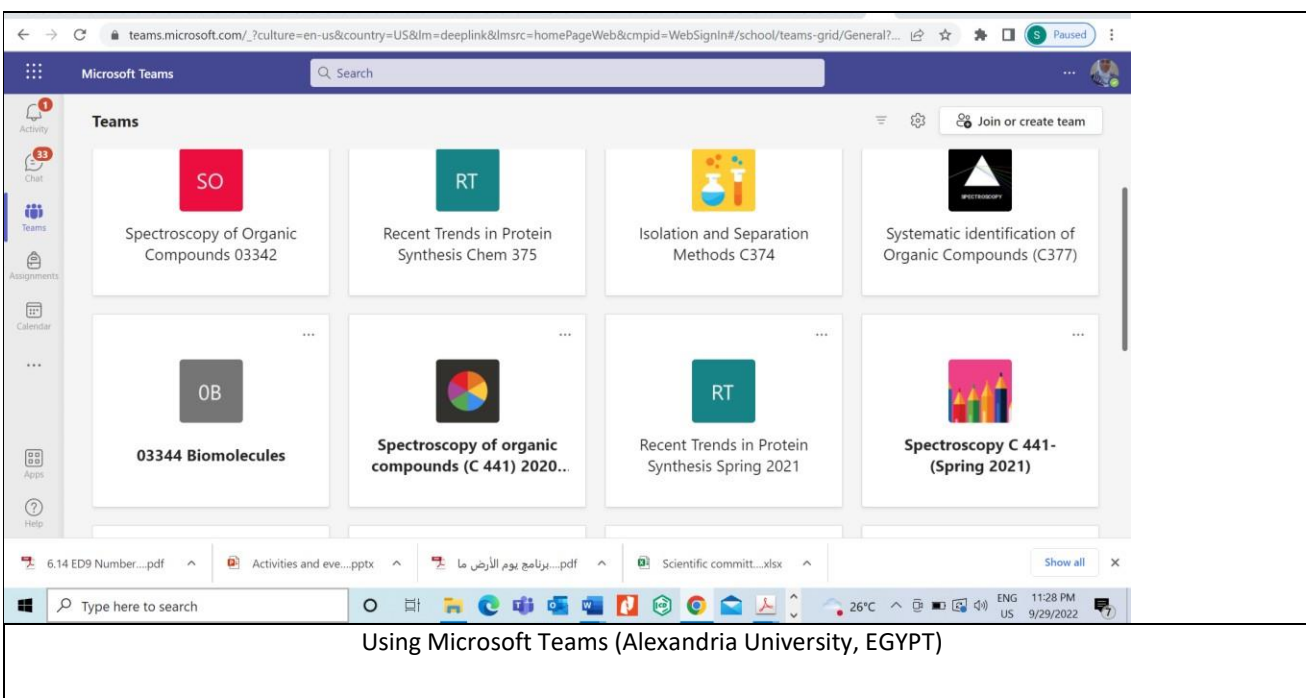 teams.microsoft.com/_?culture=en-us&country=US&lm=deeplink&lmsrc=homePageWeb&cmpid=WebSignIn#/school/teams-grid/General?...
S Paused
Microsoft Teams
Search
1
Activity
Teams
Join or create team
33
Chat
SO
RT
SPECTROSCOPY
Teams
Spectroscopy of Organic
Compounds 03342
Recent Trends in Protein
Synthesis Chem 375
Isolation and Separation
Methods C374
Systematic identification of
Organic Compounds (C377)
Assignments
Calendar
0B
RT
03344 Biomolecules
Spectroscopy of organic
compounds (C 441) 2020...
Recent Trends in Protein
Synthesis Spring 2021
Spectroscopy C 441-
(Spring 2021)
Apps
Help
6.14 ED9 Number....pdf
Activities and eve....pptx
برنامج يوم الأرض ما....pdf
Scientific committ....xlsx
Show all
Type here to search
26°C
ENG
US
11:28 PM
9/29/2022
7
Using Microsoft Teams (Alexandria University, EGYPT)